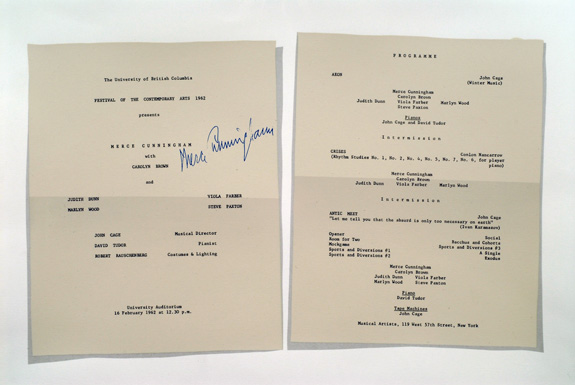 The University of British Columbia
FESTIVAL OF THE CONTEMPORARY ARTS 1962
presents
MERCE CUNNINGHAM
Merce Cunningham
with
CAROLYN BROWN
and
JUDITH DUNN VIOLA FARBER
MARLYN WOOD STEVE PAXTON
JOHN CAGE Musical Director
DAVID TUDOR Pianist
ROBERT RAUSCHENBERG Costumes & Lighting
University Auditorium
16 February 1962 at 12.30 p.m.
PROGRAMME
AEON John Cage
(Winter Music)
Merce Cunningham
Carolyn Brown
Judith Dunn Viola Farber Marlyn Wood
Steve Paxton
Pianos
John Cage and David Tudor
Intermission
CRISES Conlon Nancarrow
(Rhythm Studies No. 1, No. 2, No. 4, No. 5, No. 7, No. 6, for player
piano)
Merce Cunningham
Carolyn Brown
Judith Dunn Viola Farber Marlyn Wood
Intermission
ANTIC MEET John Cage
"Let me tell you that the absurd is only too necessary on earth"
(Ivan Karamazov)
Opener Social
Room for Two Bacchus and Cohorts
Mockgame Sports and Diversions #3
Sports and Diversions #1 A Single
Sports and Diversions #2 Exodus
Merce Cunningham
Carolyn Brown
Judith Dunn Viola Farber
Marlyn Wood Steve Paxton
Piano
David Tudor
Tape Machines
John Cage
Musical Artists, 119 West 57th Street, New York